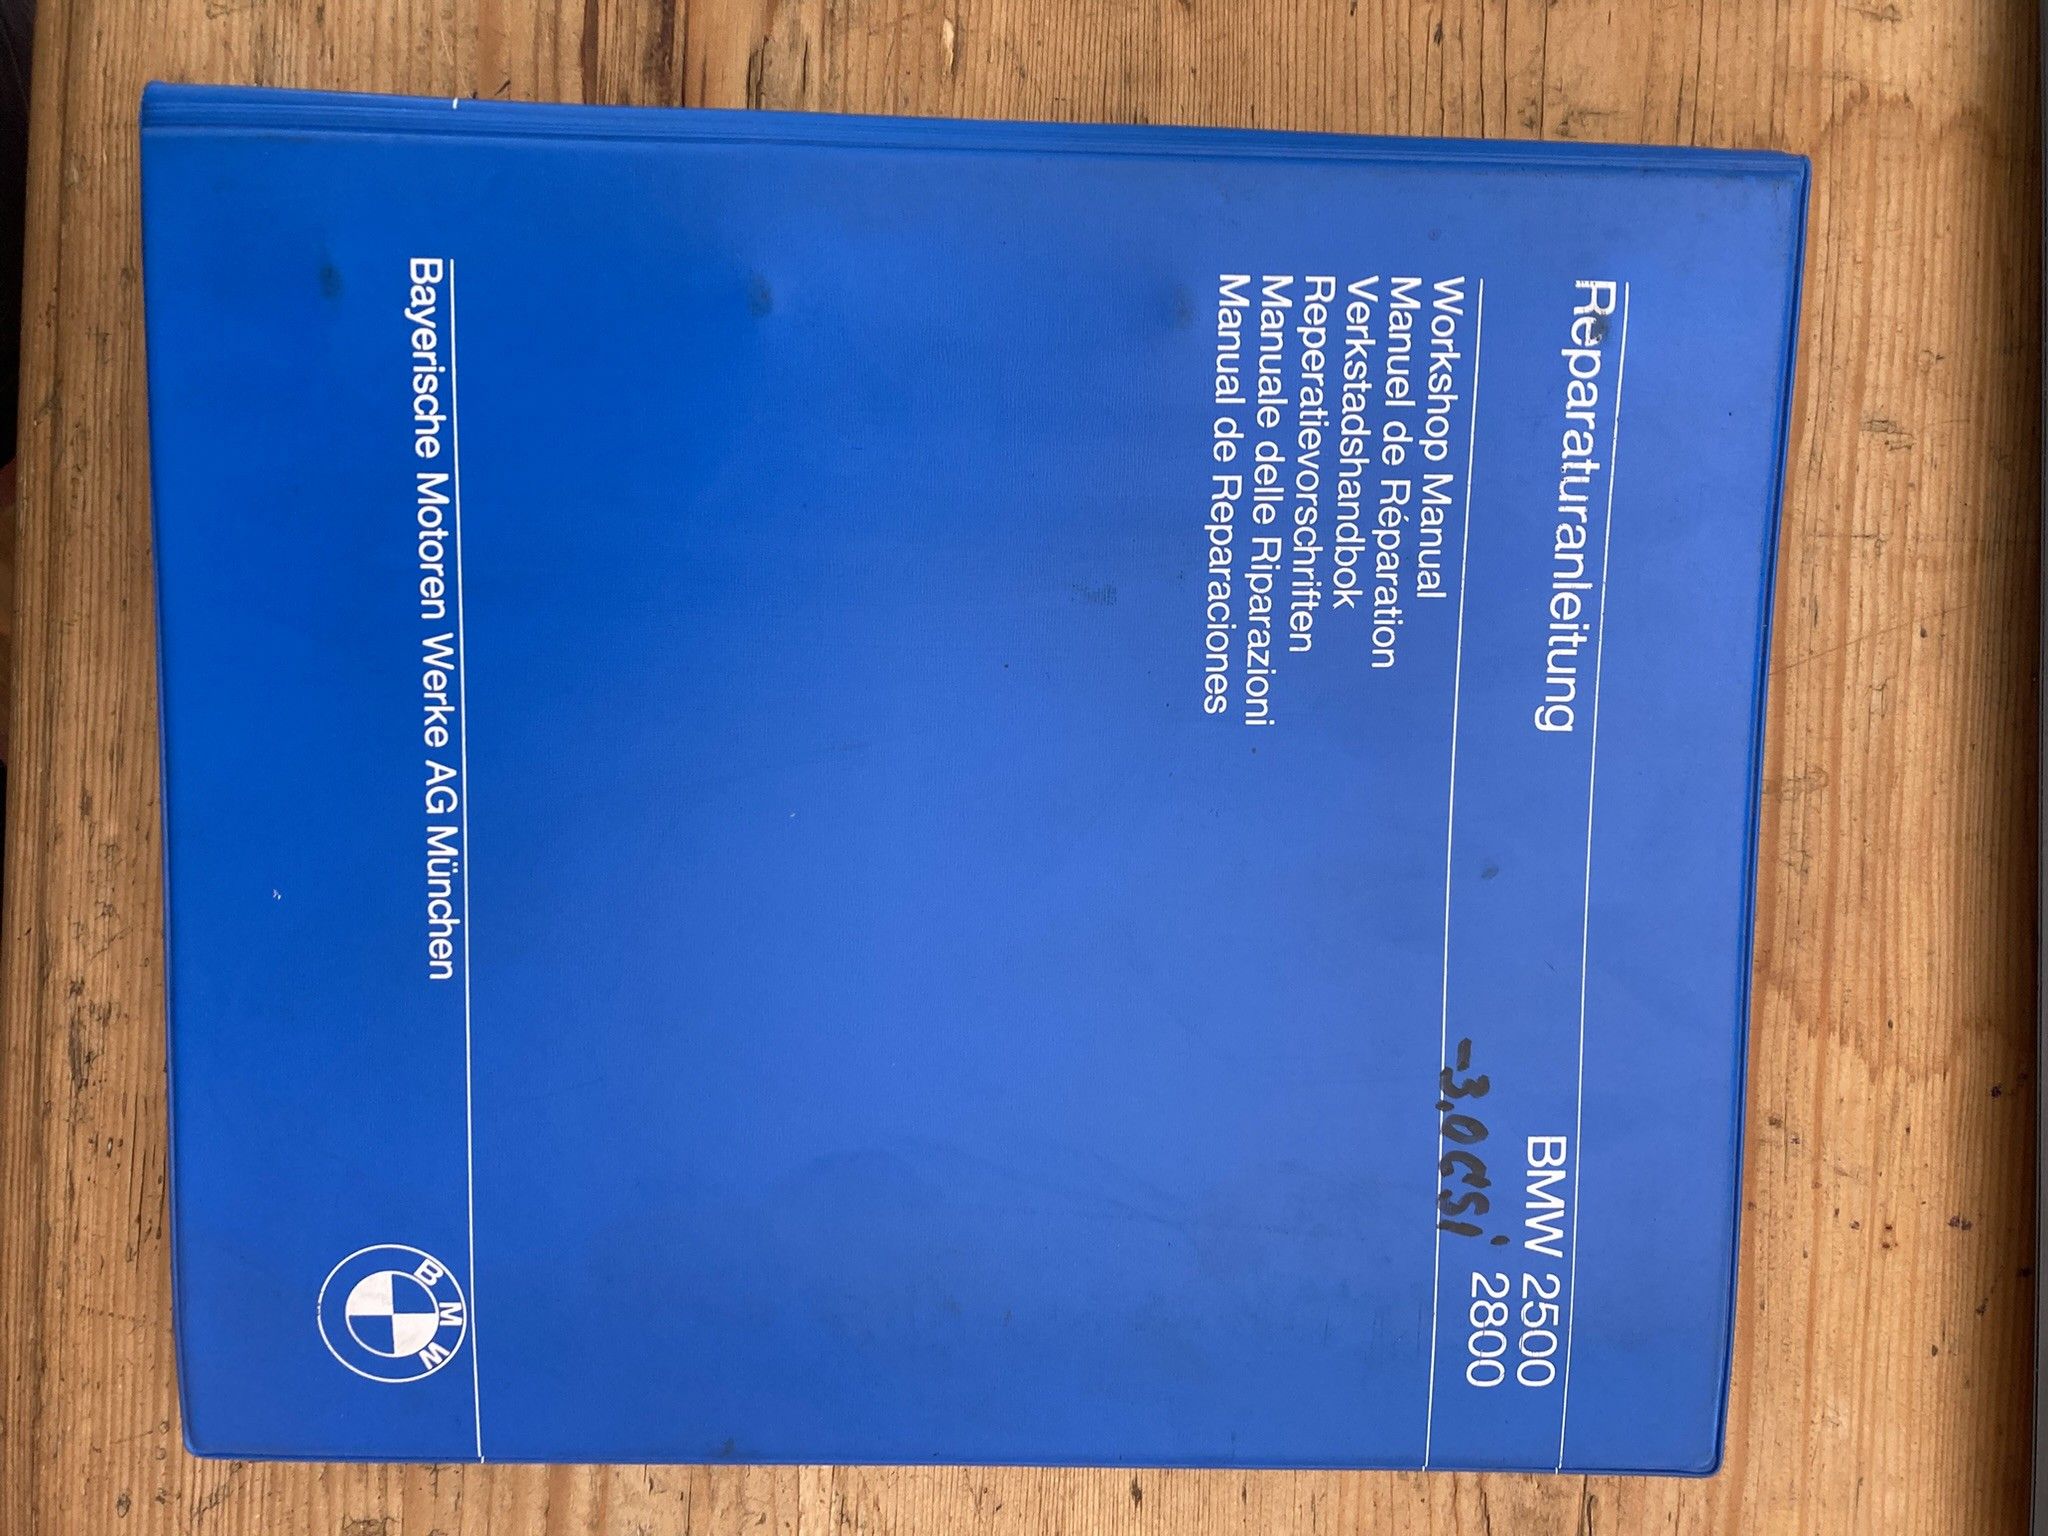 Reparaturanleitung
BMW 2500
2800
-3.0CSi
Workshop Manual
Manuel de Réparation
Verkstadshandbok
Reperatievorschriften
Manuale delle Riparazioni
Manual de Reparaciones
Bayerische Motoren Werke AG München
BMW